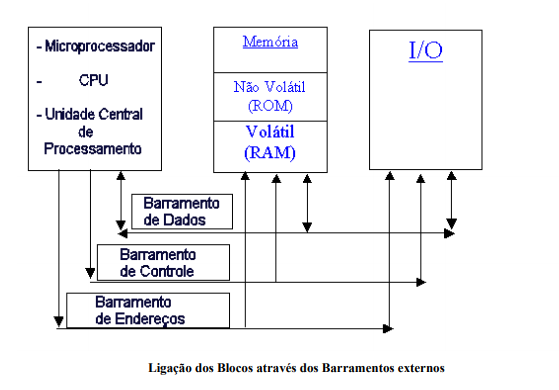 - Microprocessador
- CPU
- Unidade Central
de
Processamento
Memória
Não Volátil
(ROM)
Volátil
(RAM)
I/O
Barramento
de Dados
Barramento
de Controle
Barramento
de Endereços
Ligação dos Blocos através dos Barramentos externos